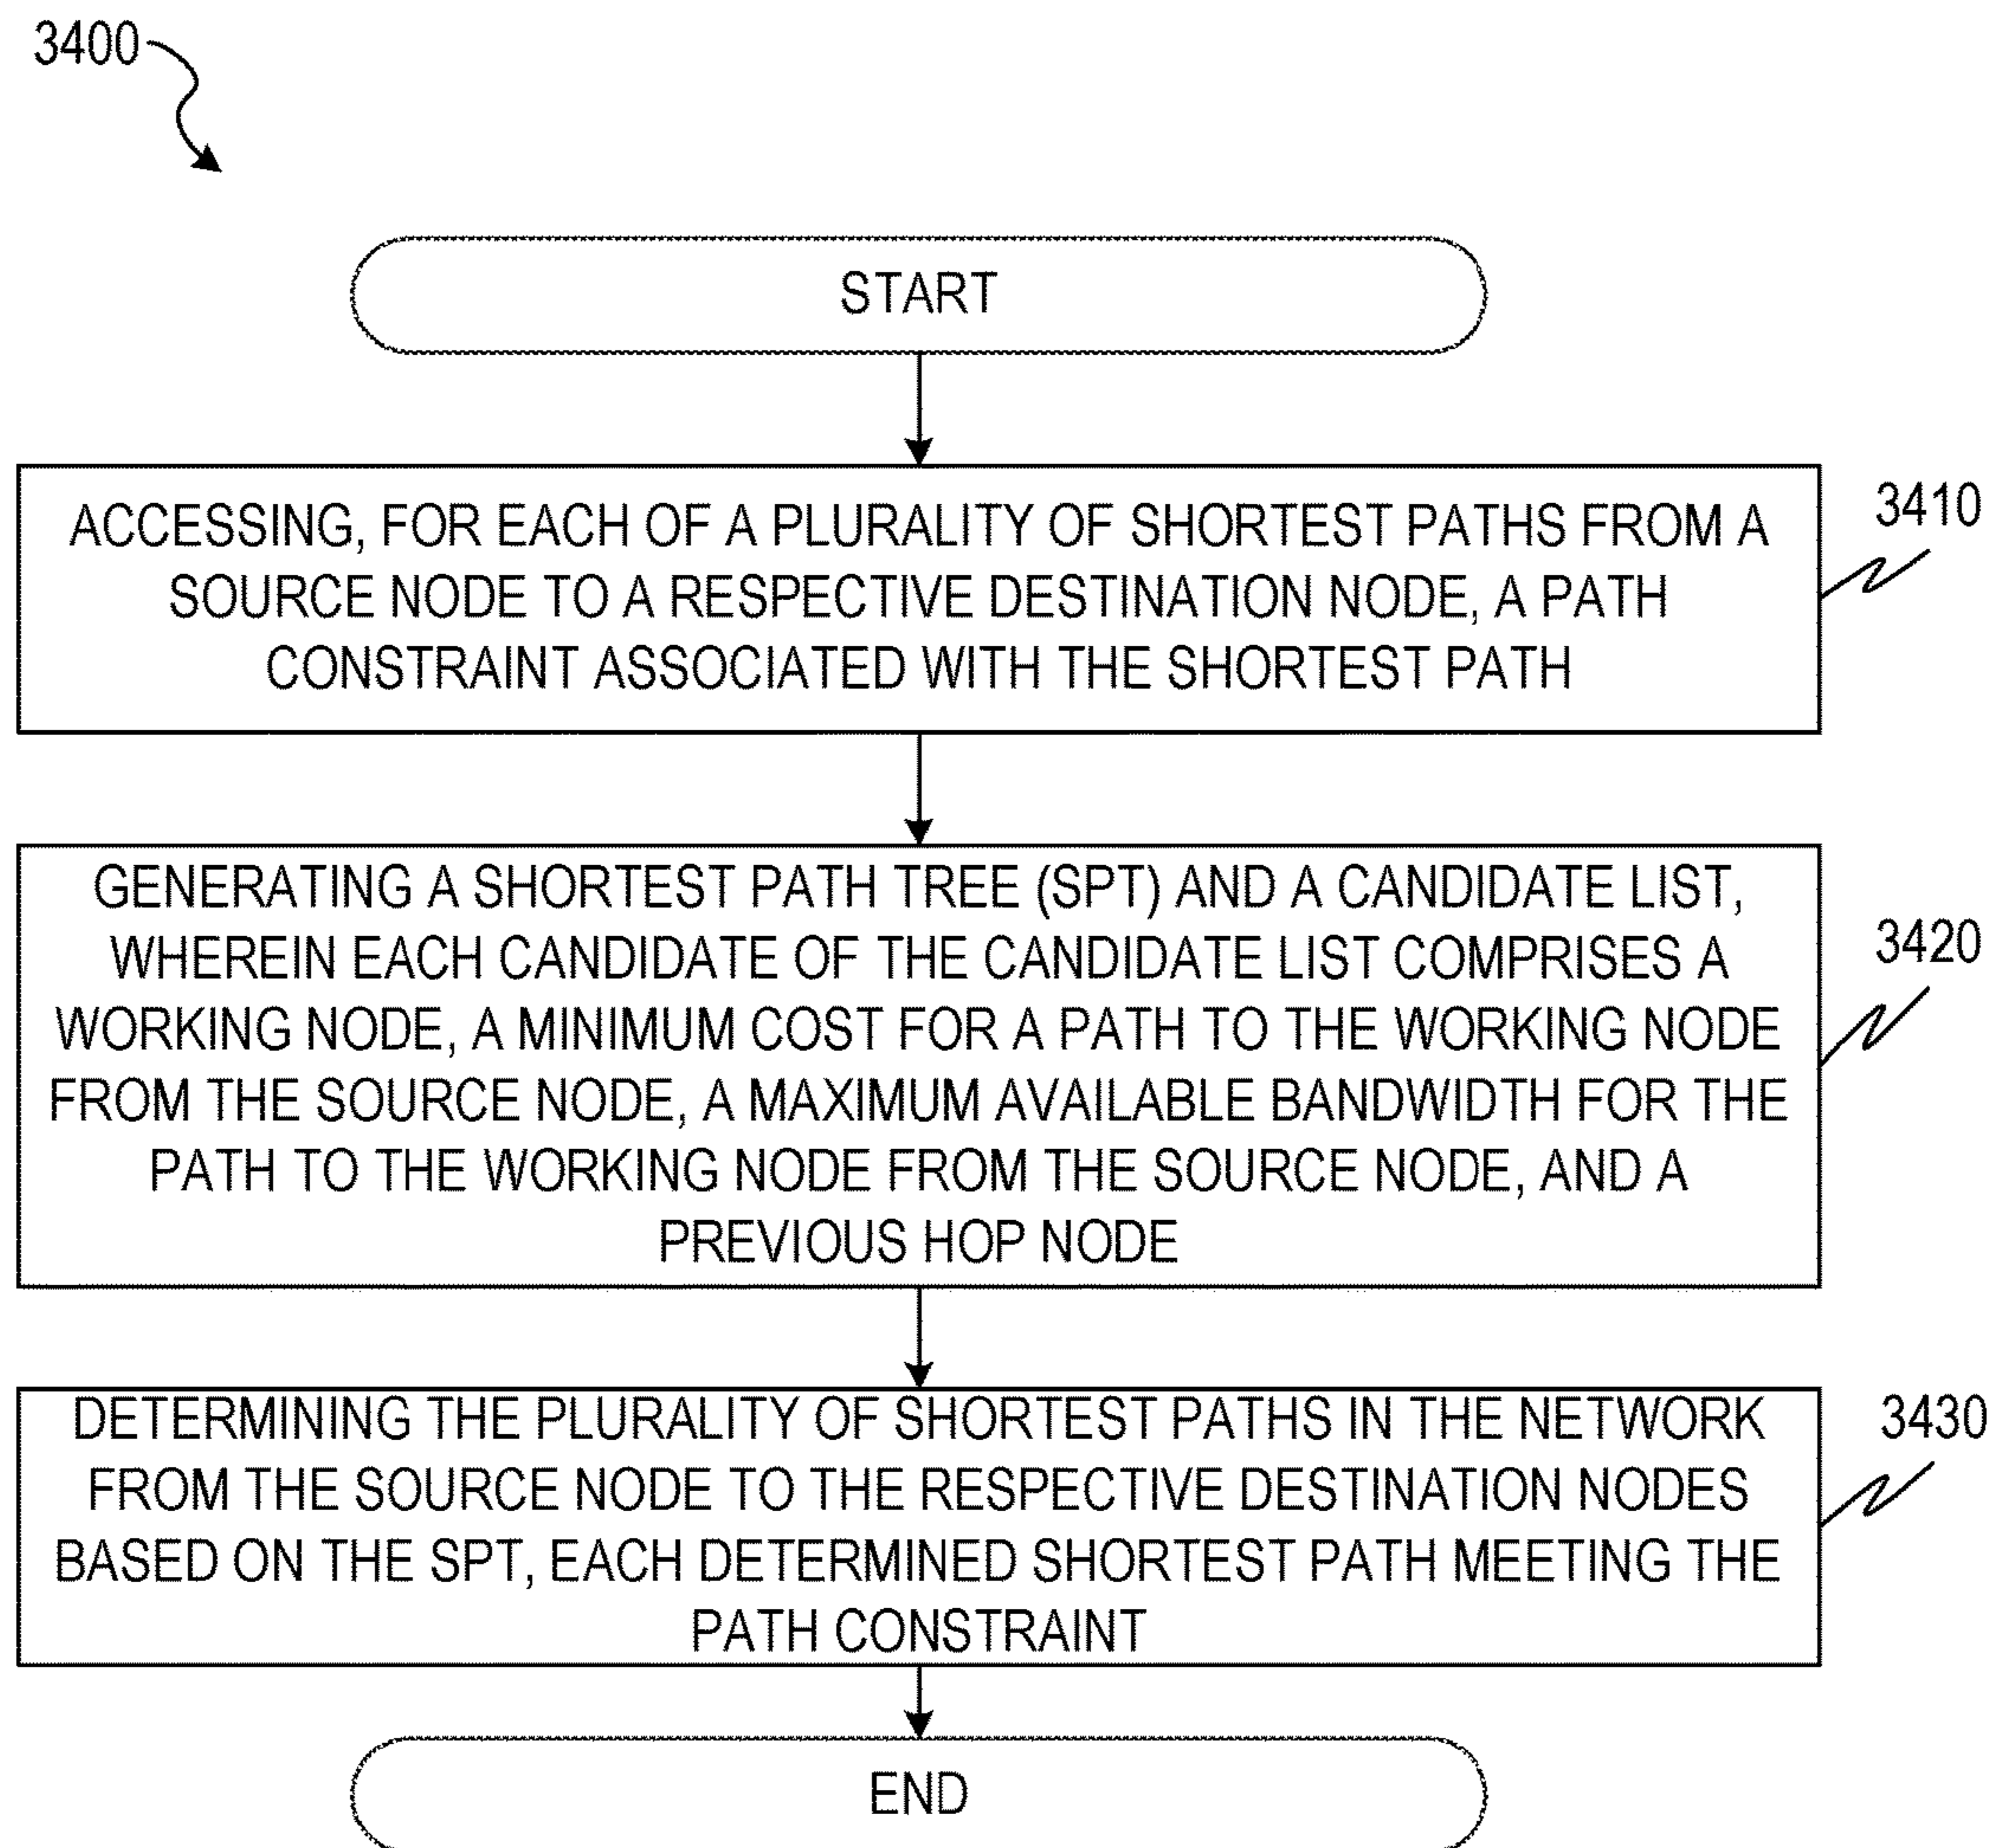 3400
START
ACCESSING, FOR EACH OF A PLURALITY OF SHORTEST PATHS FROM A
SOURCE NODE TO A RESPECTIVE DESTINATION NODE, A PATH
CONSTRAINT ASSOCIATED WITH THE SHORTEST PATH
3410
GENERATING A SHORTEST PATH TREE (SPT) AND A CANDIDATE LIST,
WHEREIN EACH CANDIDATE OF THE CANDIDATE LIST COMPRISES A
WORKING NODE, A MINIMUM COST FOR A PATH TO THE WORKING NODE
FROM THE SOURCE NODE, A MAXIMUM AVAILABLE BANDWIDTH FOR THE
PATH TO THE WORKING NODE FROM THE SOURCE NODE, AND A
PREVIOUS HOP NODE
3420
DETERMINING THE PLURALITY OF SHORTEST PATHS IN THE NETWORK
FROM THE SOURCE NODE TO THE RESPECTIVE DESTINATION NODES
BASED ON THE SPT, EACH DETERMINED SHORTEST PATH MEETING THE
PATH CONSTRAINT
3430
END